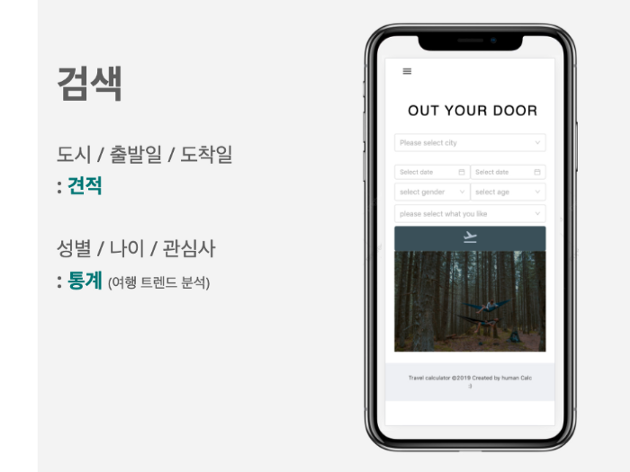 검색
도시 / 출발일 / 도착일
: 견적
성별 / 나이 / 관심사
: 통계 (여행 트렌드 분석)
OUT YOUR DOOR
Please select city
Select date Select date
select gender select age
please select what you like
Travel calculator ©2019 Created by human Calc